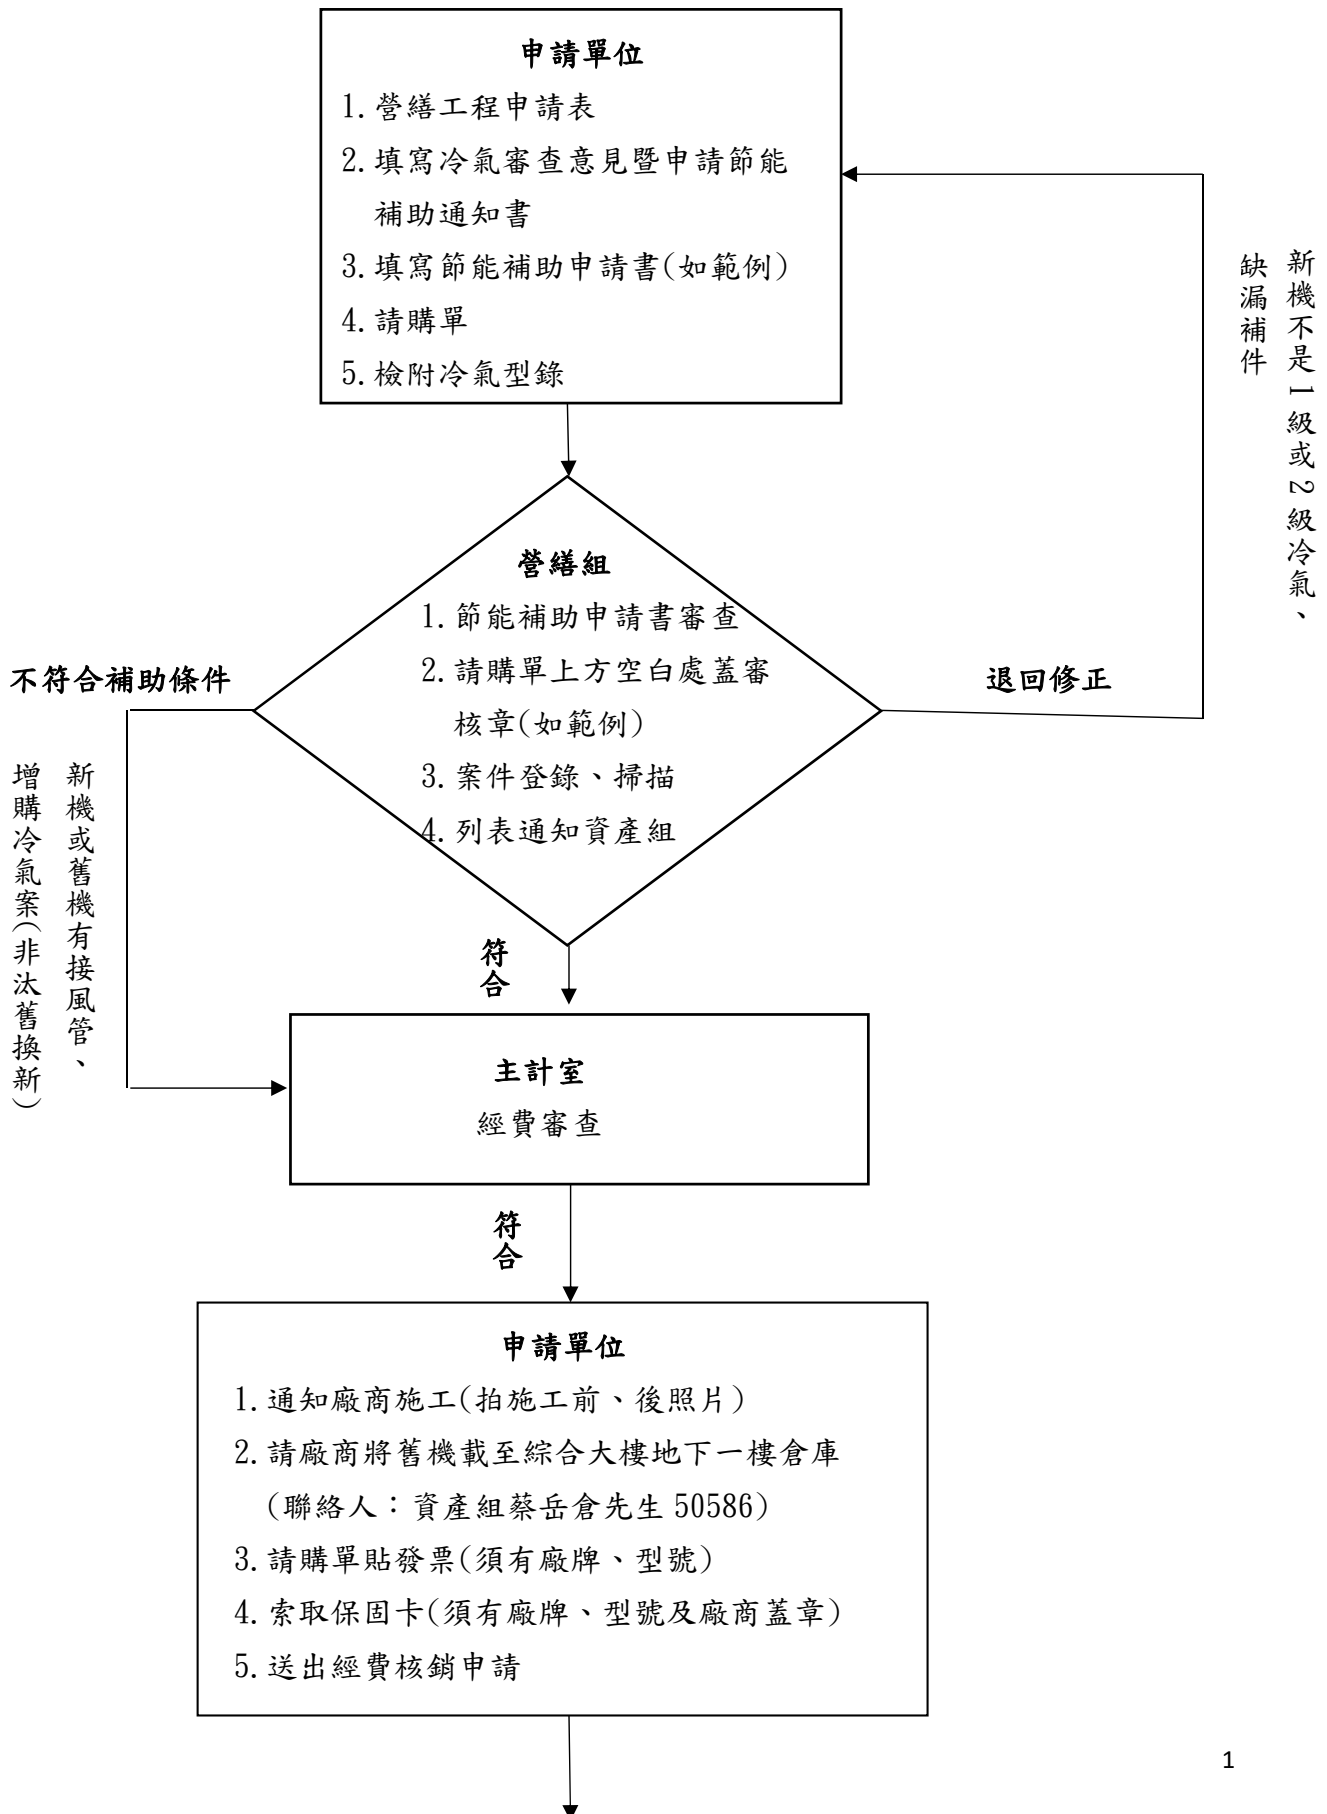 申請單位
1.營繕工程申請表
2.填寫冷氣審查意見暨申請節能
補助通知書
3.填寫節能補助申請書(如範例)
4.請購單
5.檢附冷氣型錄
新機不是1級或2級冷氣、
缺漏補件
營繕組
1.節能補助申請書審查
2.請購單上方空白處蓋審
核章(如範例)
3.案件登錄、掃描
4.列表通知資產組
不符合補助條件
退回修正
新機或舊機有接風管、
增購冷氣案(非汰舊換新)
符合
主計室
經費審查
符合
申請單位
1.通知廠商施工(拍施工前、後照片)
2.請廠商將舊機載至綜合大樓地下一樓倉庫
(聯絡人：資產組蔡岳倉先生 50586)
3.請購單貼發票(須有廠牌、型號)
4.索取保固卡(須有廠牌、型號及廠商蓋章)
5.送出經費核銷申請
1